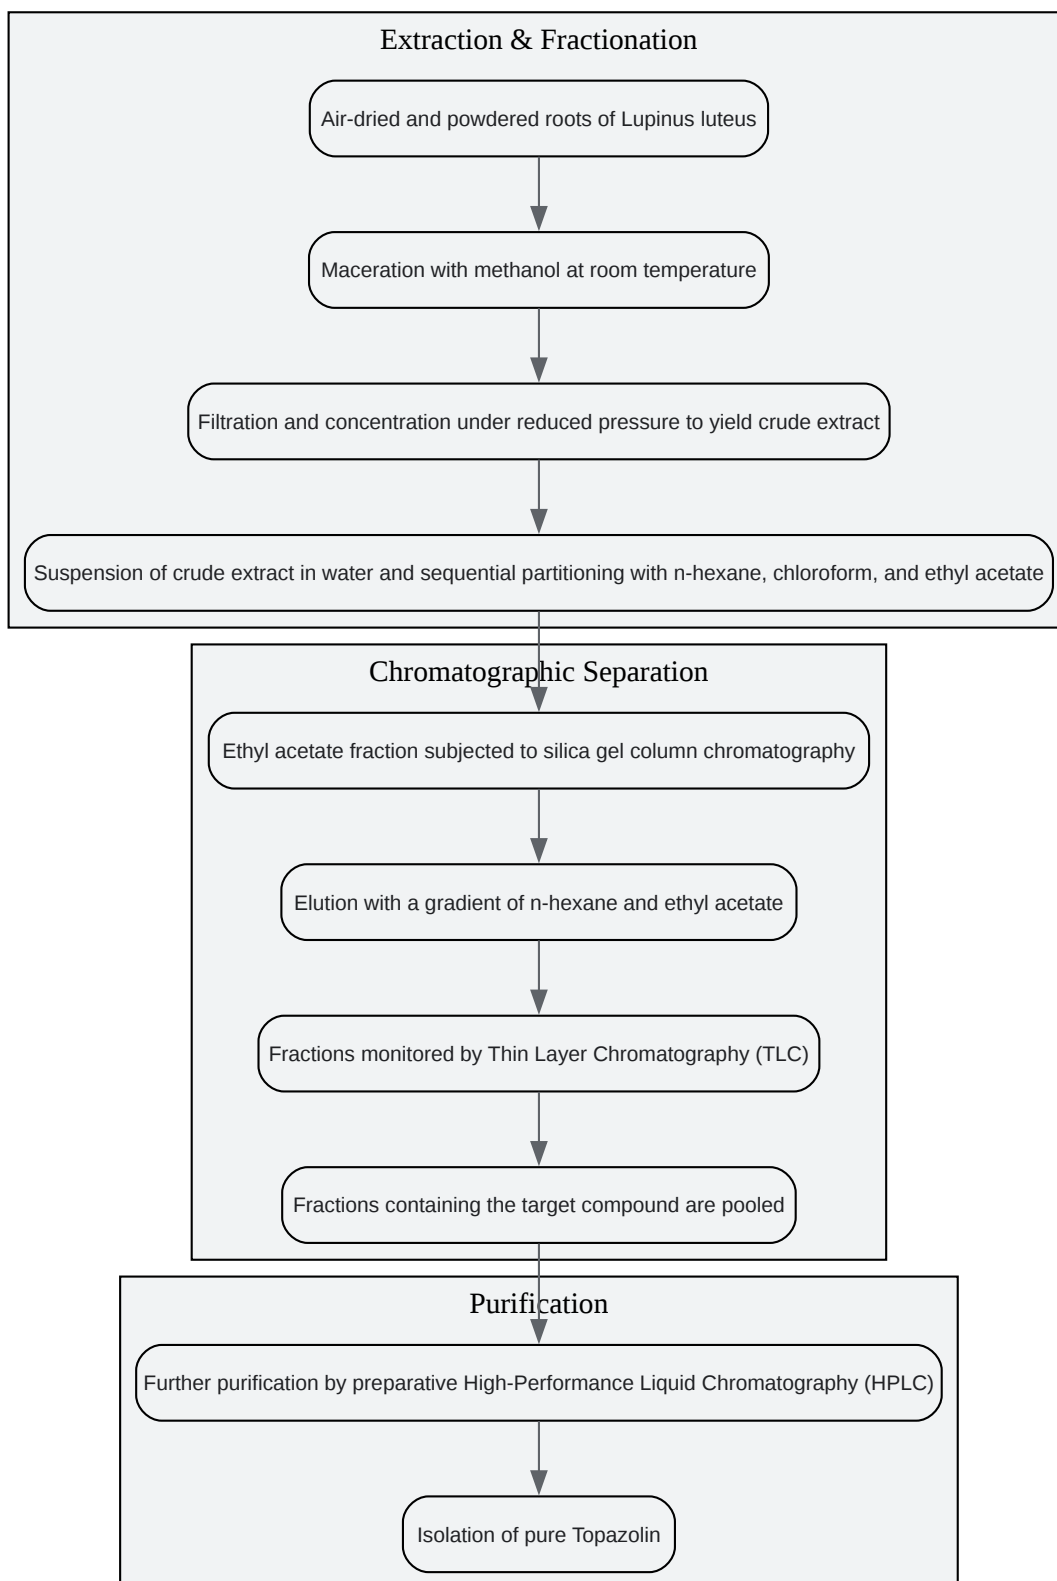 Extraction & Fractionation
Air-dried and powdered roots of Lupinus luteus
Maceration with methanol at room temperature
Filtration and concentration under reduced pressure to yield crude extract
Suspension of crude extract in water and sequential partitioning with n-hexane, chloroform, and ethyl acetate
Chromatographic Separation
Ethyl acetate fraction subjected to silica gel column chromatography
Elution with a gradient of n-hexane and ethyl acetate
Fractions monitored by Thin Layer Chromatography (TLC)
Fractions containing the target compound are pooled
Purification
Further purification by preparative High-Performance Liquid Chromatography (HPLC)
Isolation of pure Topazolin